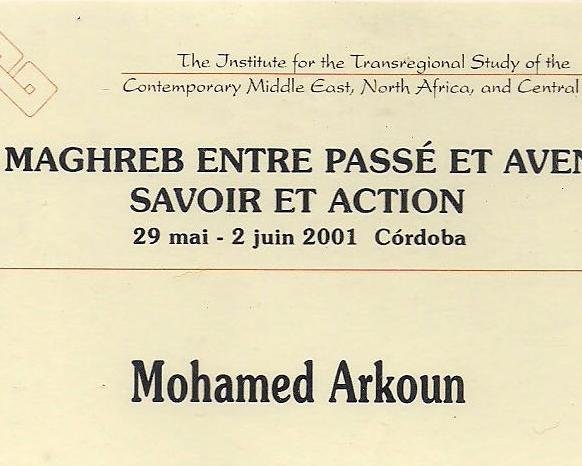 The Institute for the Transregional Study of the
Contemporary Middle East, North Africa, and Central
MAGHREB ENTRE PASSÉ ET AVEN
SAVOIR ET ACTION
29 mai - 2 juin 2001 Córdoba
Mohamed Arkoun